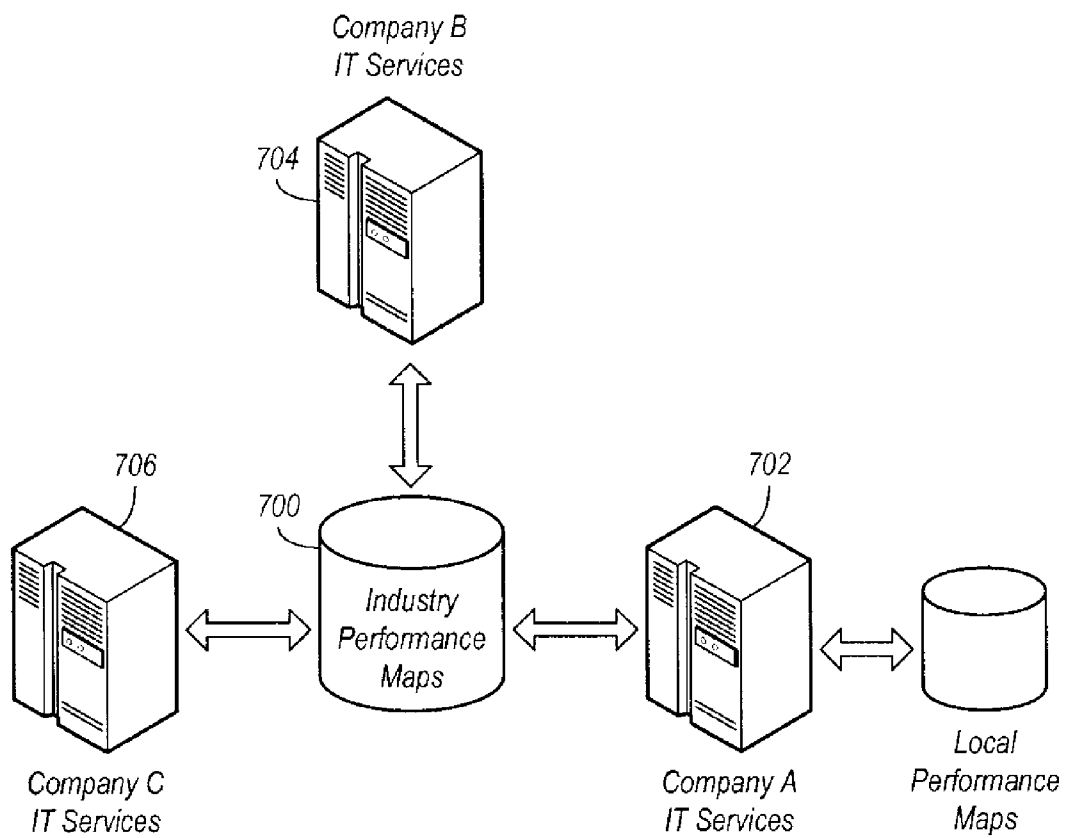 Company B
IT Services
704
706
700
702
Industry
Performance
Maps
Company C
IT Services
Company A
IT Services
Local
Performance
Maps